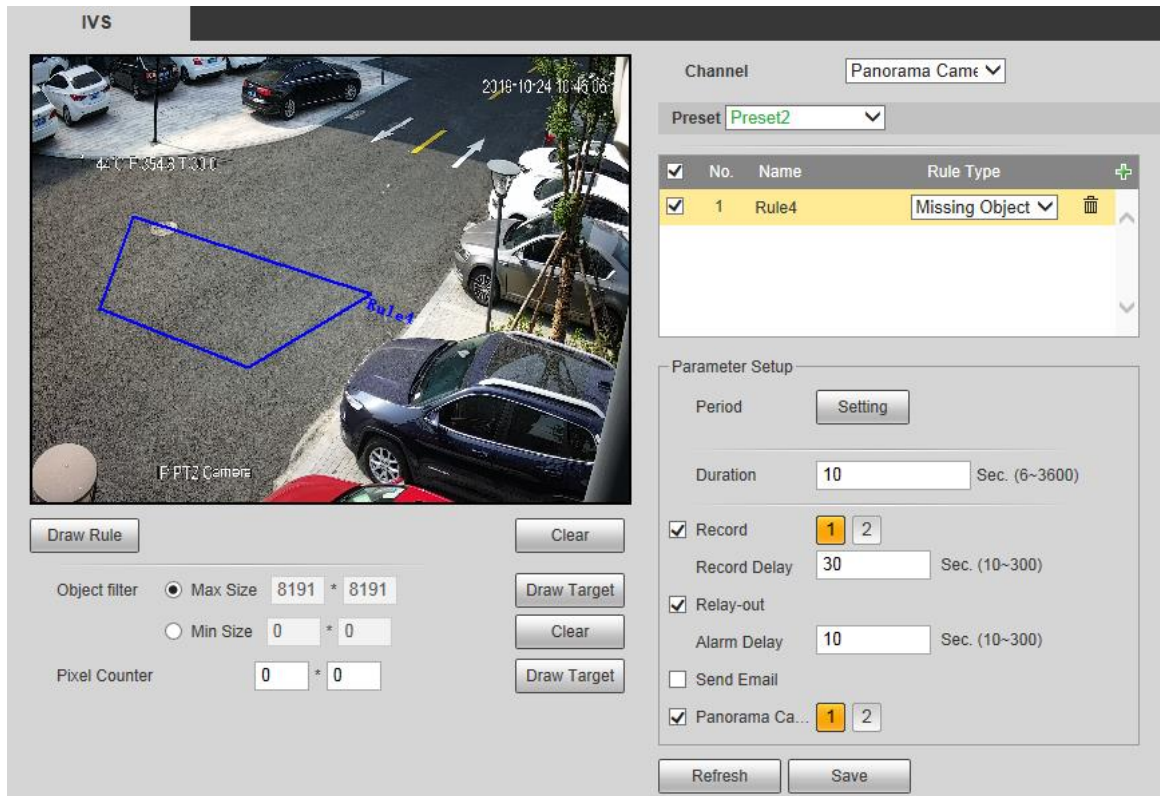 IVS
2018-10-24 10:45:06
Rule4
IP PTZ Camera
Draw Rule
Clear
Object filter
Max Size 8191 * 8191
Draw Target
Min Size 0 * 0
Clear
Pixel Counter 0 * 0
Draw Target
Channel Panorama Came
Preset Preset2
No. Name Rule Type
1 Rule4 Missing Object
Parameter Setup
Period Setting
Duration 10 Sec. (6~3600)
Record 1 2
Record Delay 30 Sec. (10~300)
Relay-out
Alarm Delay 10 Sec. (10~300)
Send Email
Panorama Ca... 1 2
Refresh Save